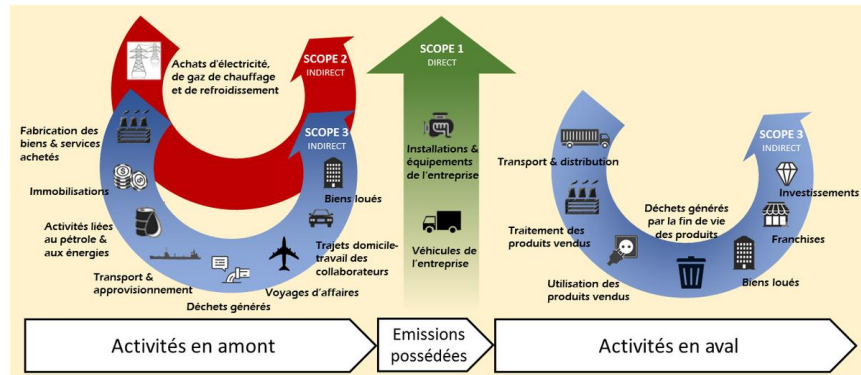 Achats d'électricité,
de gaz de chauffage
et de refroidissement
SCOPE 2
INDIRECT
Fabrication des
biens & services
achetés
Immobilisations
Activités liées
au pétrole &
aux énergies
Transport &
approvisionnement
Déchets générés
Voyages d'affaires
Trajets domicile-
travail des
collaborateurs
Biens loués
SCOPE 3
INDIRECT
SCOPE 1
DIRECT
Installations &
équipements
de l'entreprise
Véhicules de
l'entreprise
Transport & distribution
Traitement des
produits vendus
Utilisation des
produits vendus
Déchets générés
par la fin de vie
des produits
Biens loués
Franchises
Investissements
SCOPE 3
INDIRECT
Activités en amont
Emissions
possédées
Activités en aval